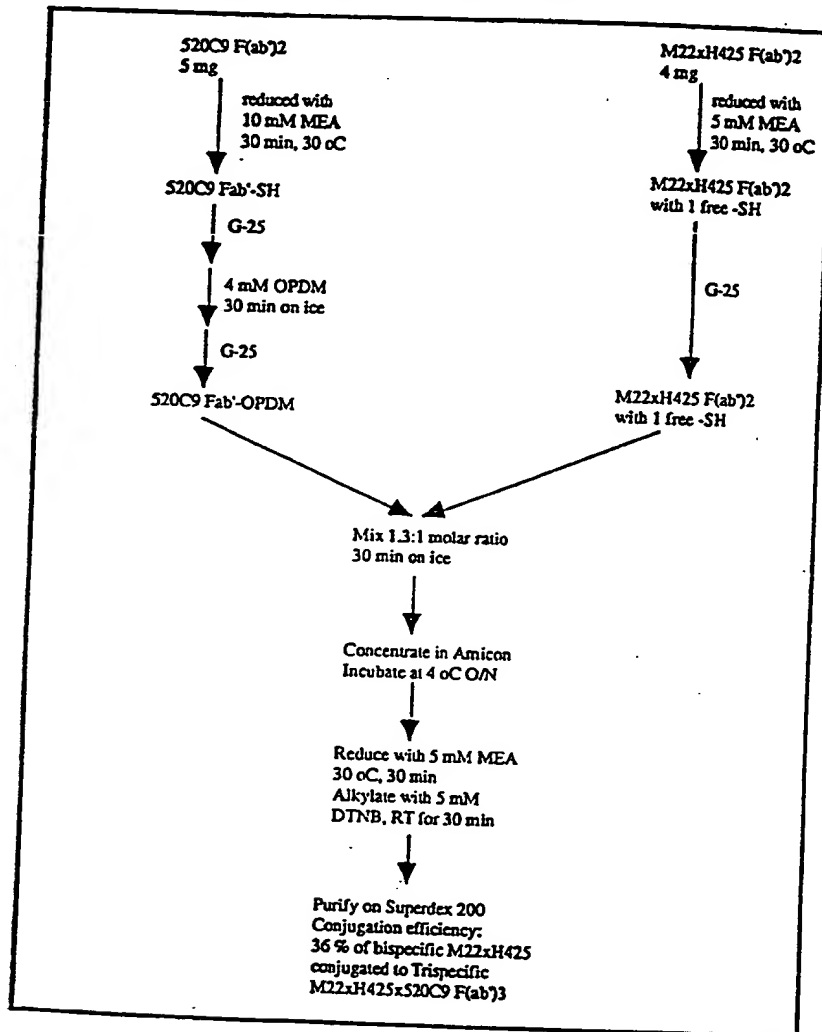 520C9 F(ab')2
5 mg
reduced with
10 mM MEA
30 min, 30 oC
520C9 Fab'-SH
G-25
4 mM OPDM
30 min on ice
G-25
520C9 Fab'-OPDM
M22xH425 F(ab')2
4 mg
reduced with
5 mM MEA
30 min, 30 oC
M22xH425 F(ab')2
with 1 free -SH
G-25
M22xH425 F(ab')2
with 1 free -SH
Mix 1.3:1 molar ratio
30 min on ice
Concentrate in Amicon
Incubate at 4 oC O/N
Reduce with 5 mM MEA
30 oC, 30 min
Alkylate with 5 mM
DTNB, RT for 30 min
Purify on Superdex 200
Conjugation efficiency:
36 % of bispecific M22xH425
conjugated to Trispecific
M22xH425x520C9 F(ab')3